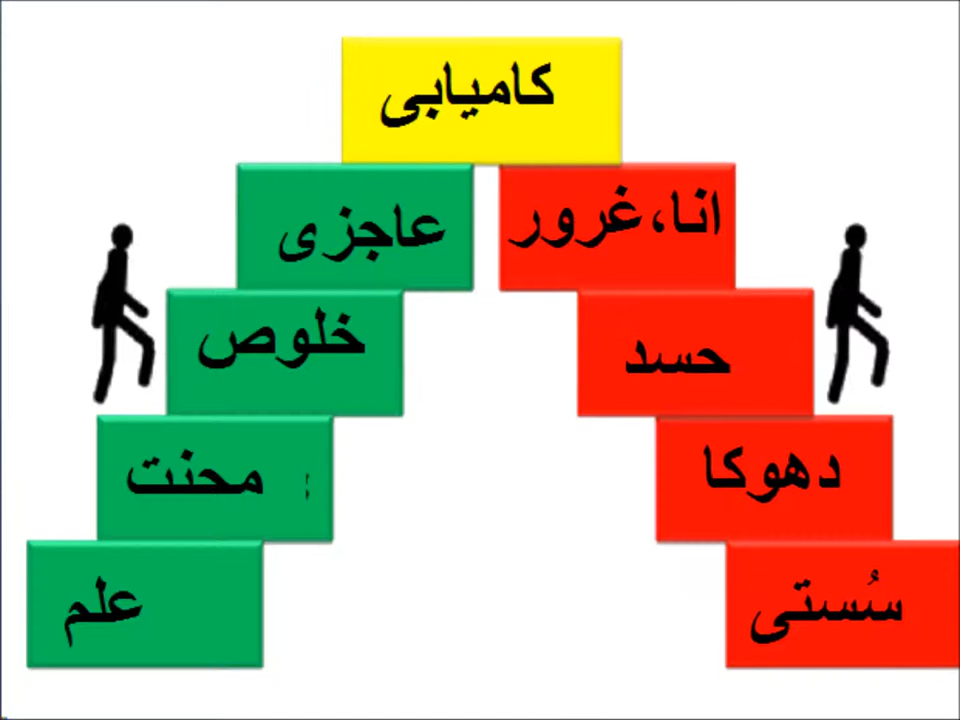 کامیابی
انا،غرور
عاجزی
حسد
خلوص
دھوکا
محنت
سُستی
علم